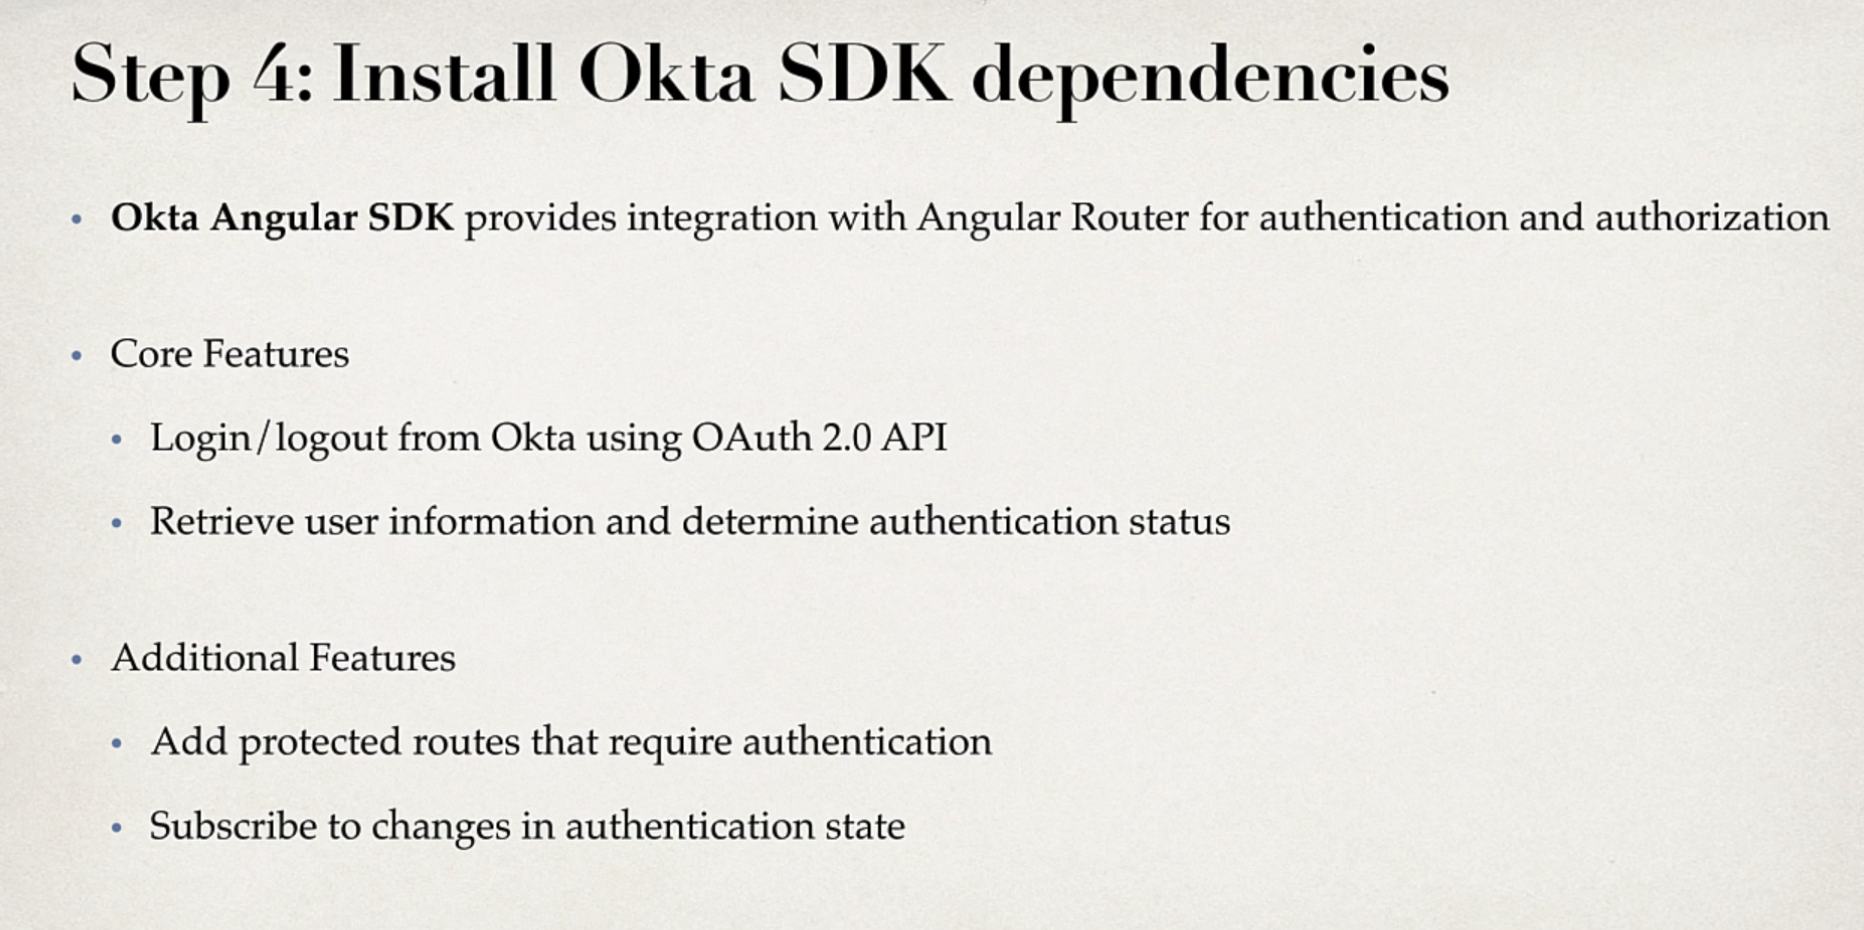 Step 4: Install Okta SDK dependencies
• Okta Angular SDK provides integration with Angular Router for authentication and authorization
• Core Features
• Login/logout from Okta using OAuth 2.0 API
• Retrieve user information and determine authentication status
• Additional Features
• Add protected routes that require authentication
• Subscribe to changes in authentication state